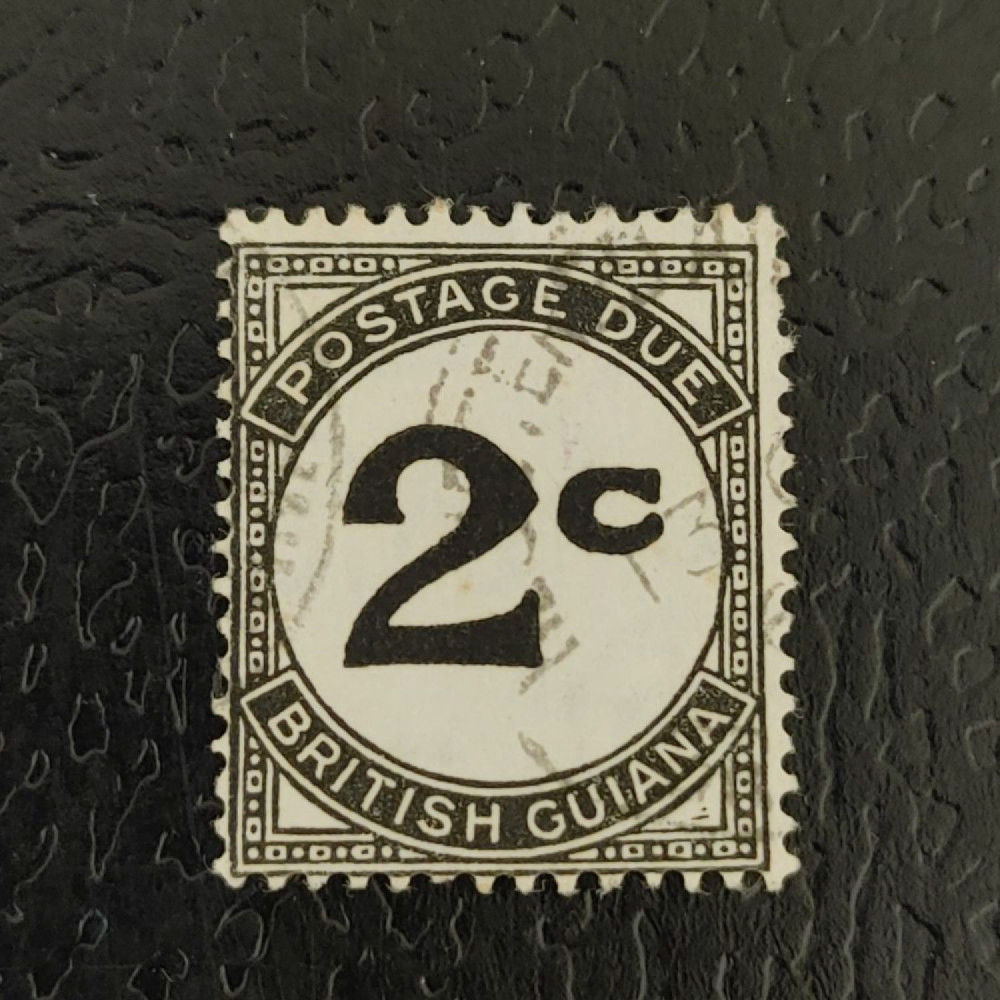 POSTAGE DUE
2c
BRITISH GUIANA